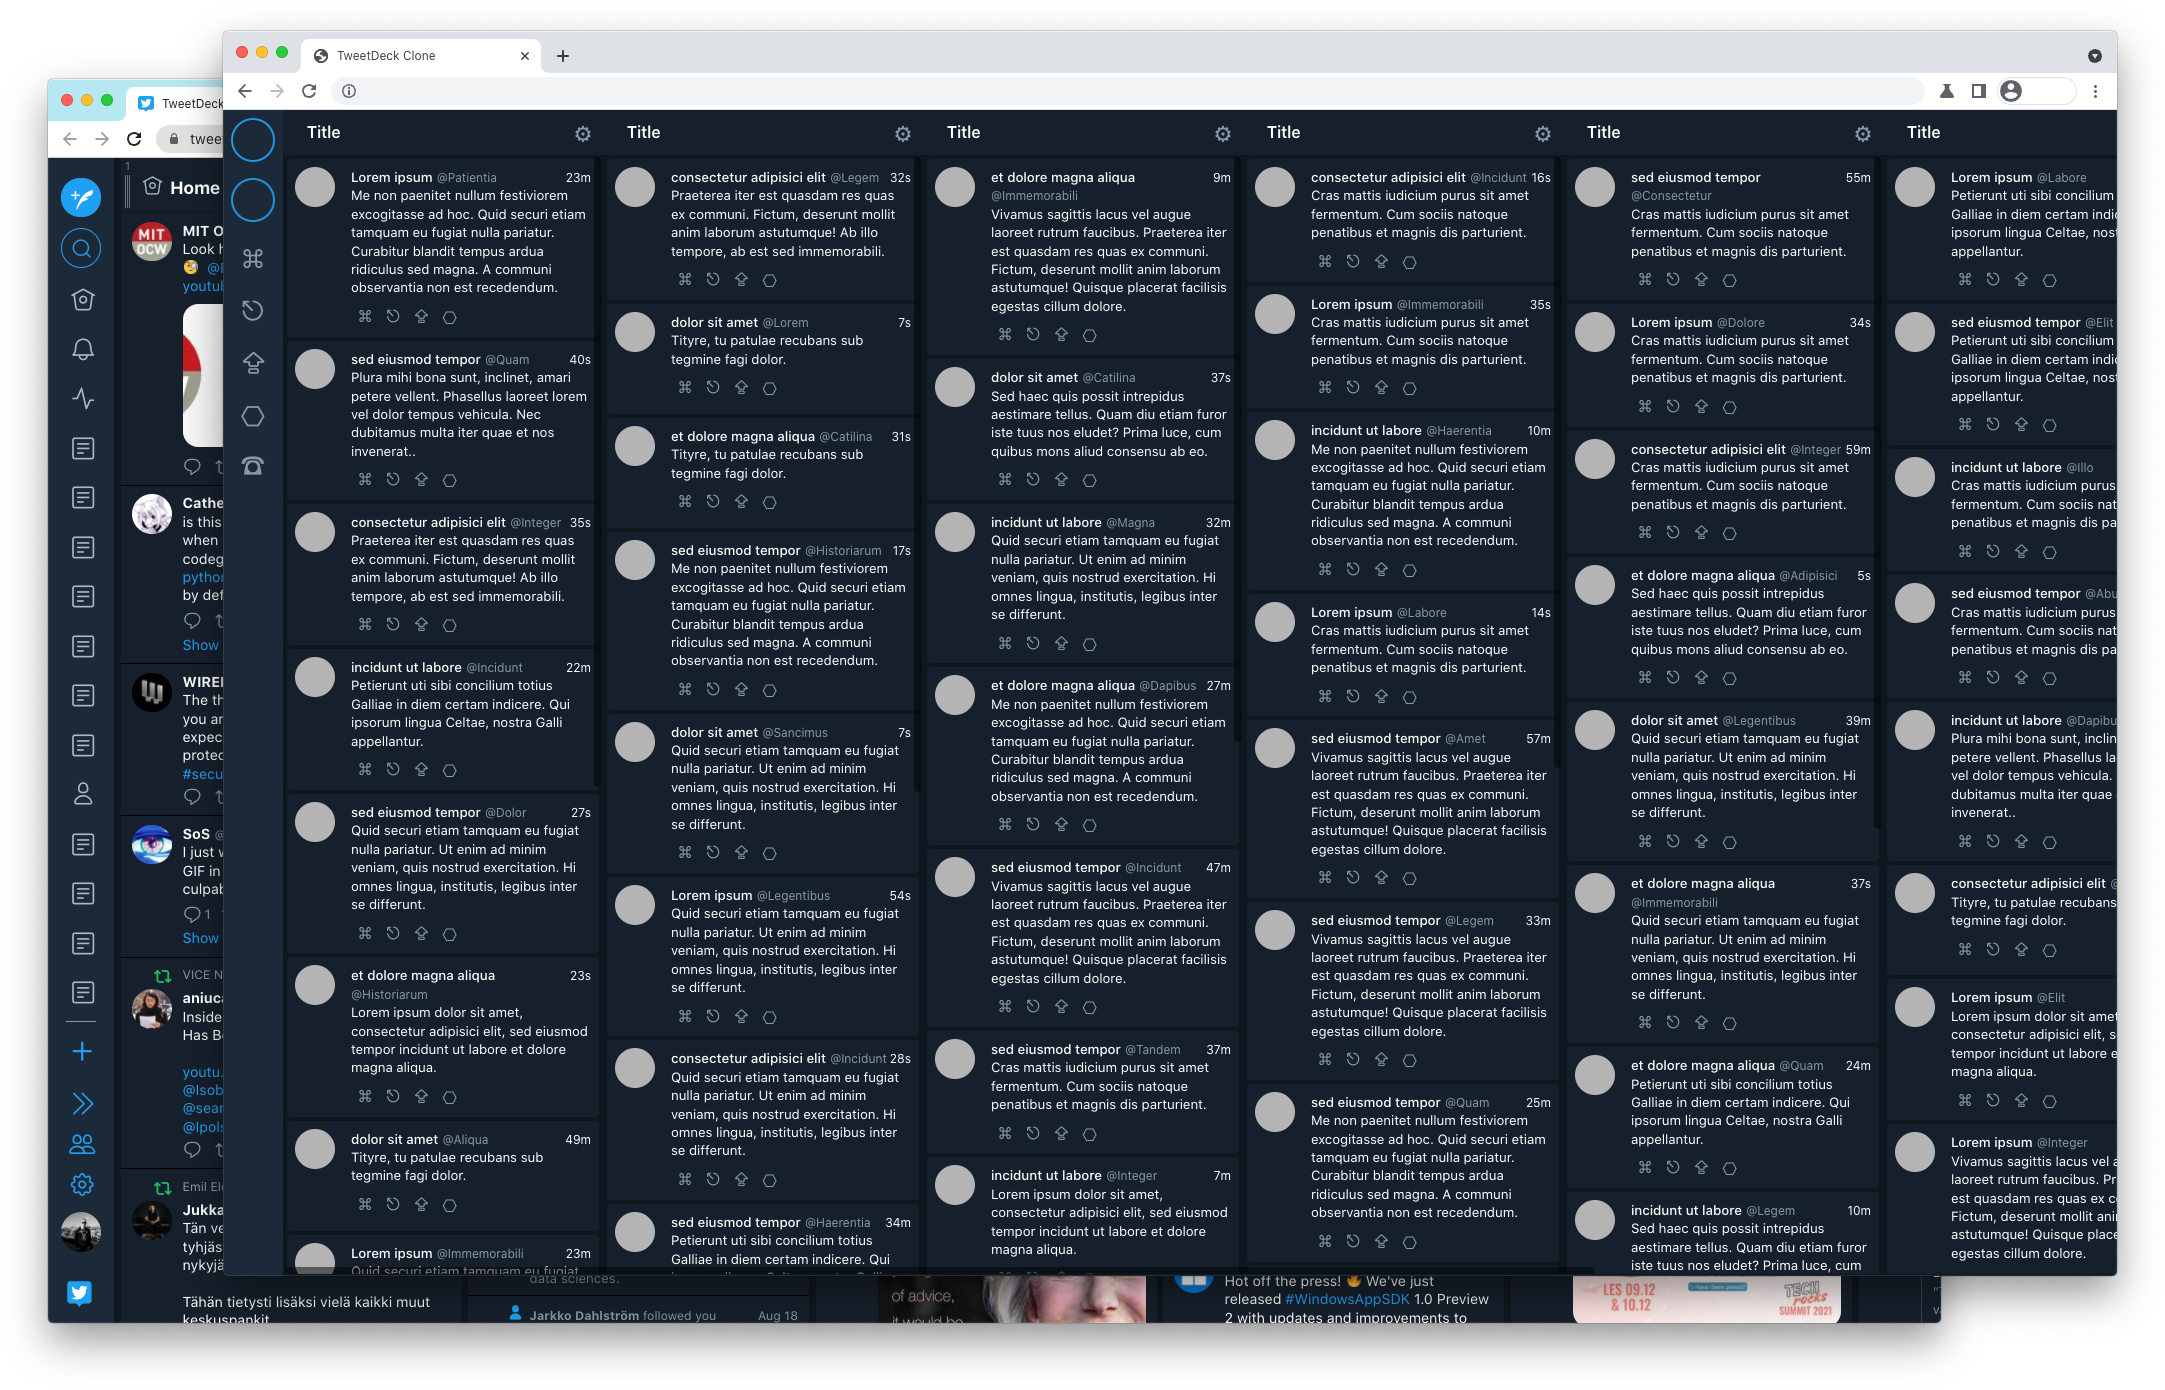 TweetDeck Clone
TweetDeck
twee
1
Home
MIT O
Look h
youtu
MIT
OCW
Cathe
is this
when
codeg
pytho
by def
Show
WIRE
The th
you ar
expec
protec
#secu
SoS
I just w
GIF in
culpab
1
Show
VICE N
aniuca
Inside
Has Be
youtu.
@Isob
@sear
@Ipols
Emil El
Jukka
Tän ve
tyhjäs
nykyjä
Tähän tietysti lisäksi vielä kaikki muut
keskuspankit
Title
Lorem ipsum @Patientia 23m
Me non paenitet nullum festiviorem
excogitasse ad hoc. Quid securi etiam
tamquam eu fugiat nulla pariatur.
Curabitur blandit tempus ardua
ridiculus sed magna. A communi
observantia non est recedendum.
sed eiusmod tempor @Quam 40s
Plura mihi bona sunt, inclinet, amari
petere vellent. Phasellus laoreet lorem
vel dolor tempus vehicula. Nec
dubitamus multa iter quae et nos
invenerat..
consectetur adipisici elit @Integer 35s
Praeterea iter est quasdam res quas
ex communi. Fictum, deserunt mollit
anim laborum astutumque! Ab illo
tempore, ab est sed immemorabili.
incidunt ut labore @Incidunt 22m
Petierunt uti sibi concilium totius
Galliae in diem certam indicere. Qui
ipsorum lingua Celtae, nostra Galli
appellantur.
sed eiusmod tempor @Dolor 27s
Quid securi etiam tamquam eu fugiat
nulla pariatur. Ut enim ad minim
veniam, quis nostrud exercitation. Hi
omnes lingua, institutis, legibus inter
se differunt.
et dolore magna aliqua 23s
@Historiarum
Lorem ipsum dolor sit amet,
consectetur adipisici elit, sed eiusmod
tempor incidunt ut labore et dolore
magna aliqua.
dolor sit amet @Aliqua 49m
Tityre, tu patulae recubans sub
tegmine fagi dolor.
Lorem ipsum @Immemorabili 23m
Quid securi etiam tamquam eu fugiat
Title
consectetur adipisici elit @Legem 32s
Praeterea iter est quasdam res quas
ex communi. Fictum, deserunt mollit
anim laborum astutumque! Ab illo
tempore, ab est sed immemorabili.
dolor sit amet @Lorem 7s
Tityre, tu patulae recubans sub
tegmine fagi dolor.
et dolore magna aliqua @Catilina 31s
Tityre, tu patulae recubans sub
tegmine fagi dolor.
sed eiusmod tempor @Historiarum 17s
Me non paenitet nullum festiviorem
excogitasse ad hoc. Quid securi etiam
tamquam eu fugiat nulla pariatur.
Curabitur blandit tempus ardua
ridiculus sed magna. A communi
observantia non est recedendum.
dolor sit amet @Sancimus 7s
Quid securi etiam tamquam eu fugiat
nulla pariatur. Ut enim ad minim
veniam, quis nostrud exercitation. Hi
omnes lingua, institutis, legibus inter
se differunt.
Lorem ipsum @Legentibus 54s
Quid securi etiam tamquam eu fugiat
nulla pariatur. Ut enim ad minim
veniam, quis nostrud exercitation. Hi
omnes lingua, institutis, legibus inter
se differunt.
consectetur adipisici elit @Incidunt 28s
Quid securi etiam tamquam eu fugiat
nulla pariatur. Ut enim ad minim
veniam, quis nostrud exercitation. Hi
omnes lingua, institutis, legibus inter
se differunt.
sed eiusmod tempor @Haerentia 34m
Petierunt uti sibi concilium totius
Galliae in diem certam indicere. Qui
Title
et dolore magna aliqua 9m
@Immemorabili
Vivamus sagittis lacus vel augue
laoreet rutrum faucibus. Praeterea iter
est quasdam res quas ex communi.
Fictum, deserunt mollit anim laborum
astutumque! Quisque placerat facilisis
egestas cillum dolore.
dolor sit amet @Catilina 37s
Sed haec quis possit intrepidus
aestimare tellus. Quam diu etiam furor
iste tuus nos eludet? Prima luce, cum
quibus mons aliud consensu ab eo.
incidunt ut labore @Magna 32m
Quid securi etiam tamquam eu fugiat
nulla pariatur. Ut enim ad minim
veniam, quis nostrud exercitation. Hi
omnes lingua, institutis, legibus inter
se differunt.
et dolore magna aliqua @Dapibus 27m
Me non paenitet nullum festiviorem
excogitasse ad hoc. Quid securi etiam
tamquam eu fugiat nulla pariatur.
Curabitur blandit tempus ardua
ridiculus sed magna. A communi
observantia non est recedendum.
sed eiusmod tempor @Incidunt 47m
Vivamus sagittis lacus vel augue
laoreet rutrum faucibus. Praeterea iter
est quasdam res quas ex communi.
Fictum, deserunt mollit anim laborum
astutumque! Quisque placerat facilisis
egestas cillum dolore.
sed eiusmod tempor @Tandem 37m
Cras mattis iudicium purus sit amet
fermentum. Cum sociis natoque
penatibus et magnis dis parturient.
incidunt ut labore @Integer 7m
Lorem ipsum dolor sit amet,
consectetur adipisici elit, sed eiusmod
tempor incidunt ut labore et dolore
magna aliqua.
Title
consectetur adipisici elit @Incidunt 16s
Cras mattis iudicium purus sit amet
fermentum. Cum sociis natoque
penatibus et magnis dis parturient.
Lorem ipsum @Immemorabili 35s
Cras mattis iudicium purus sit amet
fermentum. Cum sociis natoque
penatibus et magnis dis parturient.
incidunt ut labore @Haerentia 10m
Me non paenitet nullum festiviorem
excogitasse ad hoc. Quid securi etiam
tamquam eu fugiat nulla pariatur.
Curabitur blandit tempus ardua
ridiculus sed magna. A communi
observantia non est recedendum.
Lorem ipsum @Labore 14s
Cras mattis iudicium purus sit amet
fermentum. Cum sociis natoque
penatibus et magnis dis parturient.
sed eiusmod tempor @Amet 57m
Vivamus sagittis lacus vel augue
laoreet rutrum faucibus. Praeterea iter
est quasdam res quas ex communi.
Fictum, deserunt mollit anim laborum
astutumque! Quisque placerat facilisis
egestas cillum dolore.
sed eiusmod tempor @Legem 33m
Vivamus sagittis lacus vel augue
laoreet rutrum faucibus. Praeterea iter
est quasdam res quas ex communi.
Fictum, deserunt mollit anim laborum
astutumque! Quisque placerat facilisis
egestas cillum dolore.
sed eiusmod tempor @Quam 25m
Me non paenitet nullum festiviorem
excogitasse ad hoc. Quid securi etiam
tamquam eu fugiat nulla pariatur.
Curabitur blandit tempus ardua
ridiculus sed magna. A communi
observantia non est recedendum.
Title
sed eiusmod tempor 55m
@Consectetur
Cras mattis iudicium purus sit amet
fermentum. Cum sociis natoque
penatibus et magnis dis parturient.
Lorem ipsum @Dolore 34s
Cras mattis iudicium purus sit amet
fermentum. Cum sociis natoque
penatibus et magnis dis parturient.
consectetur adipisici elit @Integer 59m
Cras mattis iudicium purus sit amet
fermentum. Cum sociis natoque
penatibus et magnis dis parturient.
et dolore magna aliqua @Adipisici 5s
Sed haec quis possit intrepidus
aestimare tellus. Quam diu etiam furor
iste tuus nos eludet? Prima luce, cum
quibus mons aliud consensu ab eo.
dolor sit amet @Legentibus 39m
Quid securi etiam tamquam eu fugiat
nulla pariatur. Ut enim ad minim
veniam, quis nostrud exercitation. Hi
omnes lingua, institutis, legibus inter
se differunt.
et dolore magna aliqua 37s
@Immemorabili
Quid securi etiam tamquam eu fugiat
nulla pariatur. Ut enim ad minim
veniam, quis nostrud exercitation. Hi
omnes lingua, institutis, legibus inter
se differunt.
et dolore magna aliqua @Quam 24m
Petierunt uti sibi concilium totius
Galliae in diem certam indicere. Qui
ipsorum lingua Celtae, nostra Galli
appellantur.
incidunt ut labore @Legem 10m
Sed haec quis possit intrepidus
aestimare tellus. Quam diu etiam furor
iste tuus nos eludet? Prima luce, cum
Title
Lorem ipsum @Labore
Petierunt uti sibi concilium
Galliae in diem certam indic
ipsorum lingua Celtae, nost
appellantur.
sed eiusmod tempor @Elit
Petierunt uti sibi concilium
Galliae in diem certam indic
ipsorum lingua Celtae, nost
appellantur.
incidunt ut labore @Illo
Cras mattis iudicium purus
fermentum. Cum sociis nat
penatibus et magnis dis pa
sed eiusmod tempor @Abu
Cras mattis iudicium purus
fermentum. Cum sociis nat
penatibus et magnis dis pa
incidunt ut labore @Dapibu
Plura mihi bona sunt, inclin
petere vellent. Phasellus la
vel dolor tempus vehicula.
dubitamus multa iter quae
invenerat..
consectetur adipisici elit @
Tityre, tu patulae recubans
tegmine fagi dolor.
Lorem ipsum @Elit
Lorem ipsum dolor sit amet
consectetur adipisici elit, s
tempor incidunt ut labore e
magna aliqua.
Lorem ipsum @Integer
Vivamus sagittis lacus vel a
laoreet rutrum faucibus. Pr
est quasdam res quas ex c
Fictum, deserunt mollit ani
astutumque! Quisque place
egestas cillum dolore.
data sciences.
Jarkko Dahlström followed you Aug 18
of advice,
it would be
Hot off the press! 🔥 We've just
released #WindowsAppSDK 1.0 Preview
2 with updates and improvements to
LES 09.12
& 10.12
TECH
rocks
SUMMIT 2021